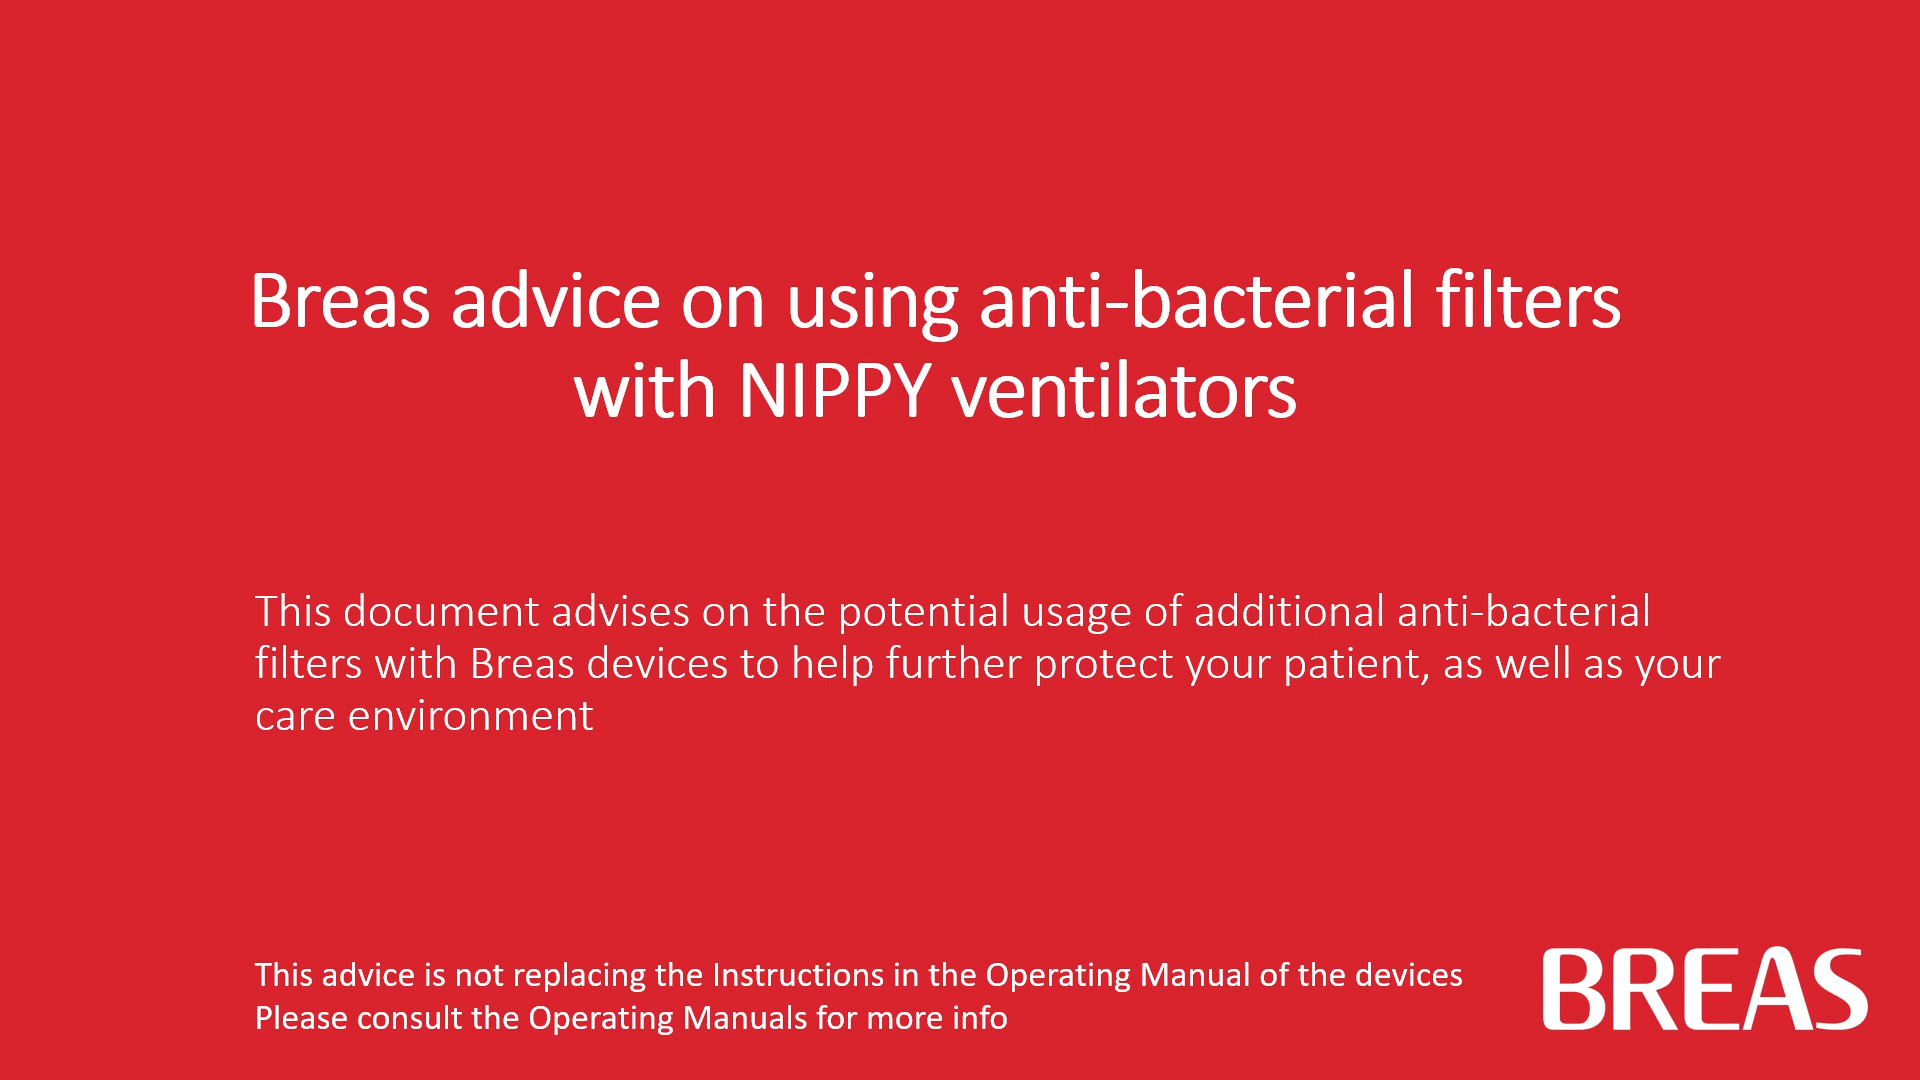 Breas advice on using anti-bacterial filters
with NIPPY ventilators
This document advises on the potential usage of additional anti-bacterial
filters with Breas devices to help further protect your patient, as well as your
care environment
This advice is not replacing the Instructions in the Operating Manual of the devices
Please consult the Operating Manuals for more info
BREAS